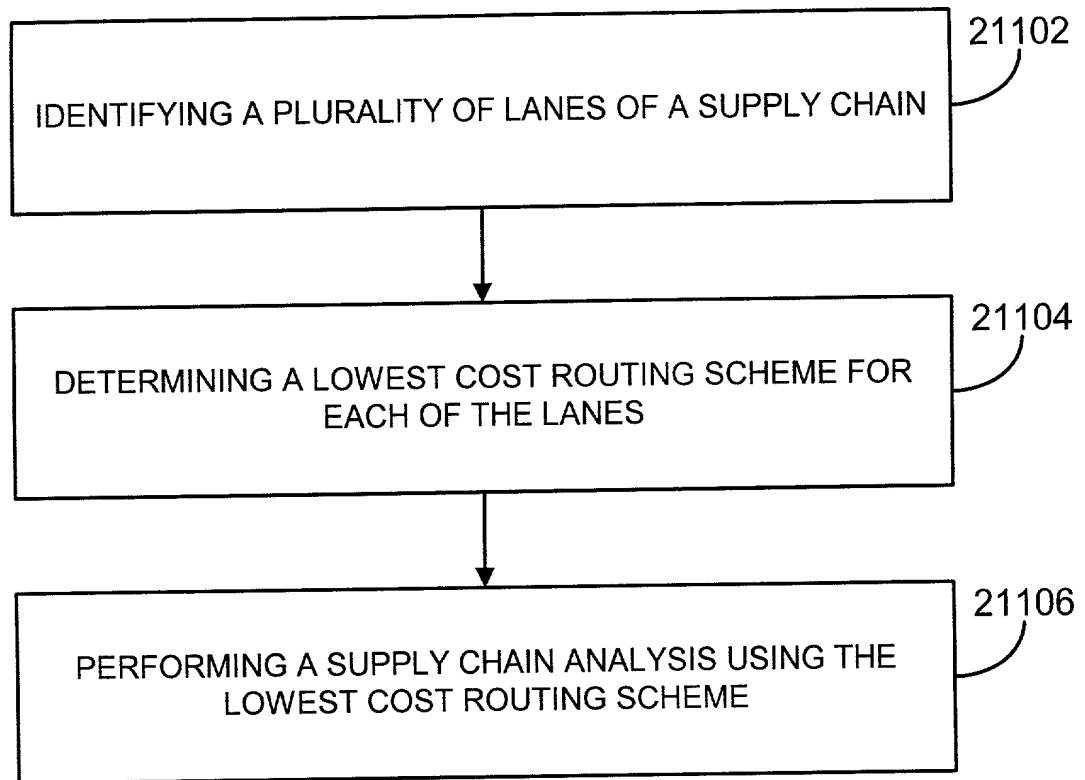 21102
IDENTIFYING A PLURALITY OF LANES OF A SUPPLY CHAIN
21104
DETERMINING A LOWEST COST ROUTING SCHEME FOR
EACH OF THE LANES
21106
PERFORMING A SUPPLY CHAIN ANALYSIS USING THE
LOWEST COST ROUTING SCHEME